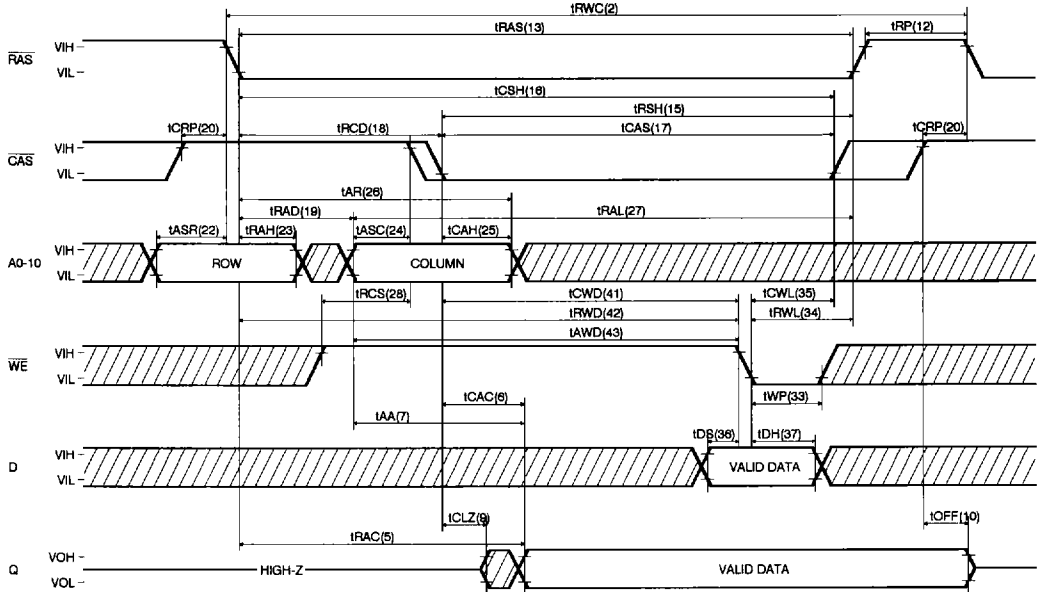 tRWC(2)
tRAS(13) tRP(12)
RAS VIH
VIL
tCSH(16)
tRSH(15)
tCRP(20) tRCD(18) tCAS(17) tCRP(20)
CAS VIH
VIL
tAR(26)
tRAD(19) tRAL(27)
tASR(22) tRAH(23) tASC(24) tCAH(25)
A0-10 VIH
VIL
ROW COLUMN
tRCS(28) tCWD(41) tCWL(35)
tRWD(42) tRWL(34)
tAWD(43)
WE VIH
VIL
tCAC(6) tWP(33)
tAA(7)
tDS(36) tDH(37)
D VIH
VIL
VALID DATA
tCLZ(9) tOFF(10)
tRAC(5)
Q VOH
VOL
HIGH-Z VALID DATA